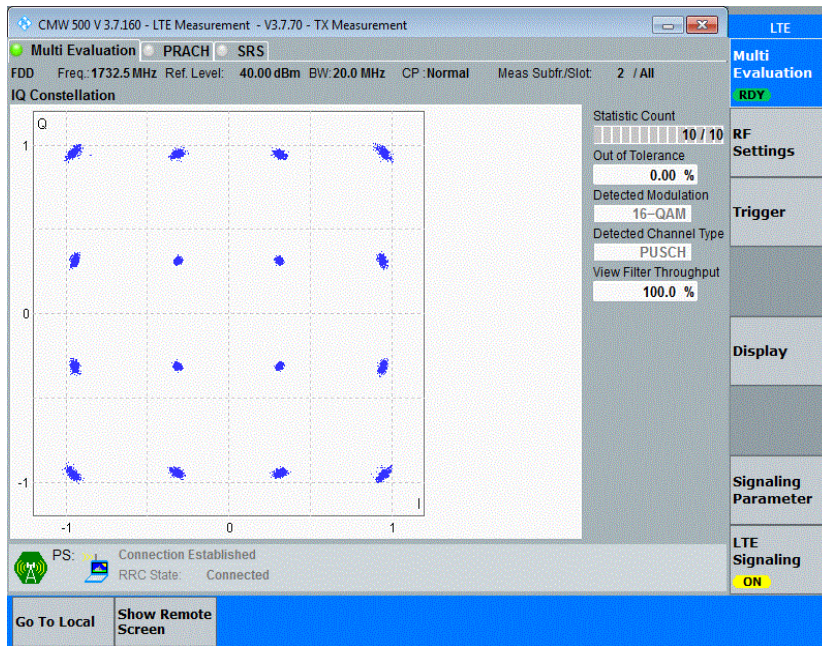 CMW 500 V 3.7.160 - LTE Measurement - V3.7.70 - TX Measurement
LTE
Multi Evaluation PRACH SRS
Multi
Evaluation
RDY
FDD Freq.: 1732.5 MHz Ref. Level: 40.00 dBm BW: 20.0 MHz CP : Normal Meas Subfr./Slot: 2 / All
IQ Constellation
Q
1
0
-1
I
-1 0 1
Statistic Count
10 / 10
Out of Tolerance
0.00 %
Detected Modulation
16-QAM
Detected Channel Type
PUSCH
View Filter Throughput
100.0 %
RF
Settings
Trigger
Display
Signaling
Parameter
LTE
Signaling
ON
PS: Connection Established
RRC State: Connected
Go To Local
Show Remote
Screen